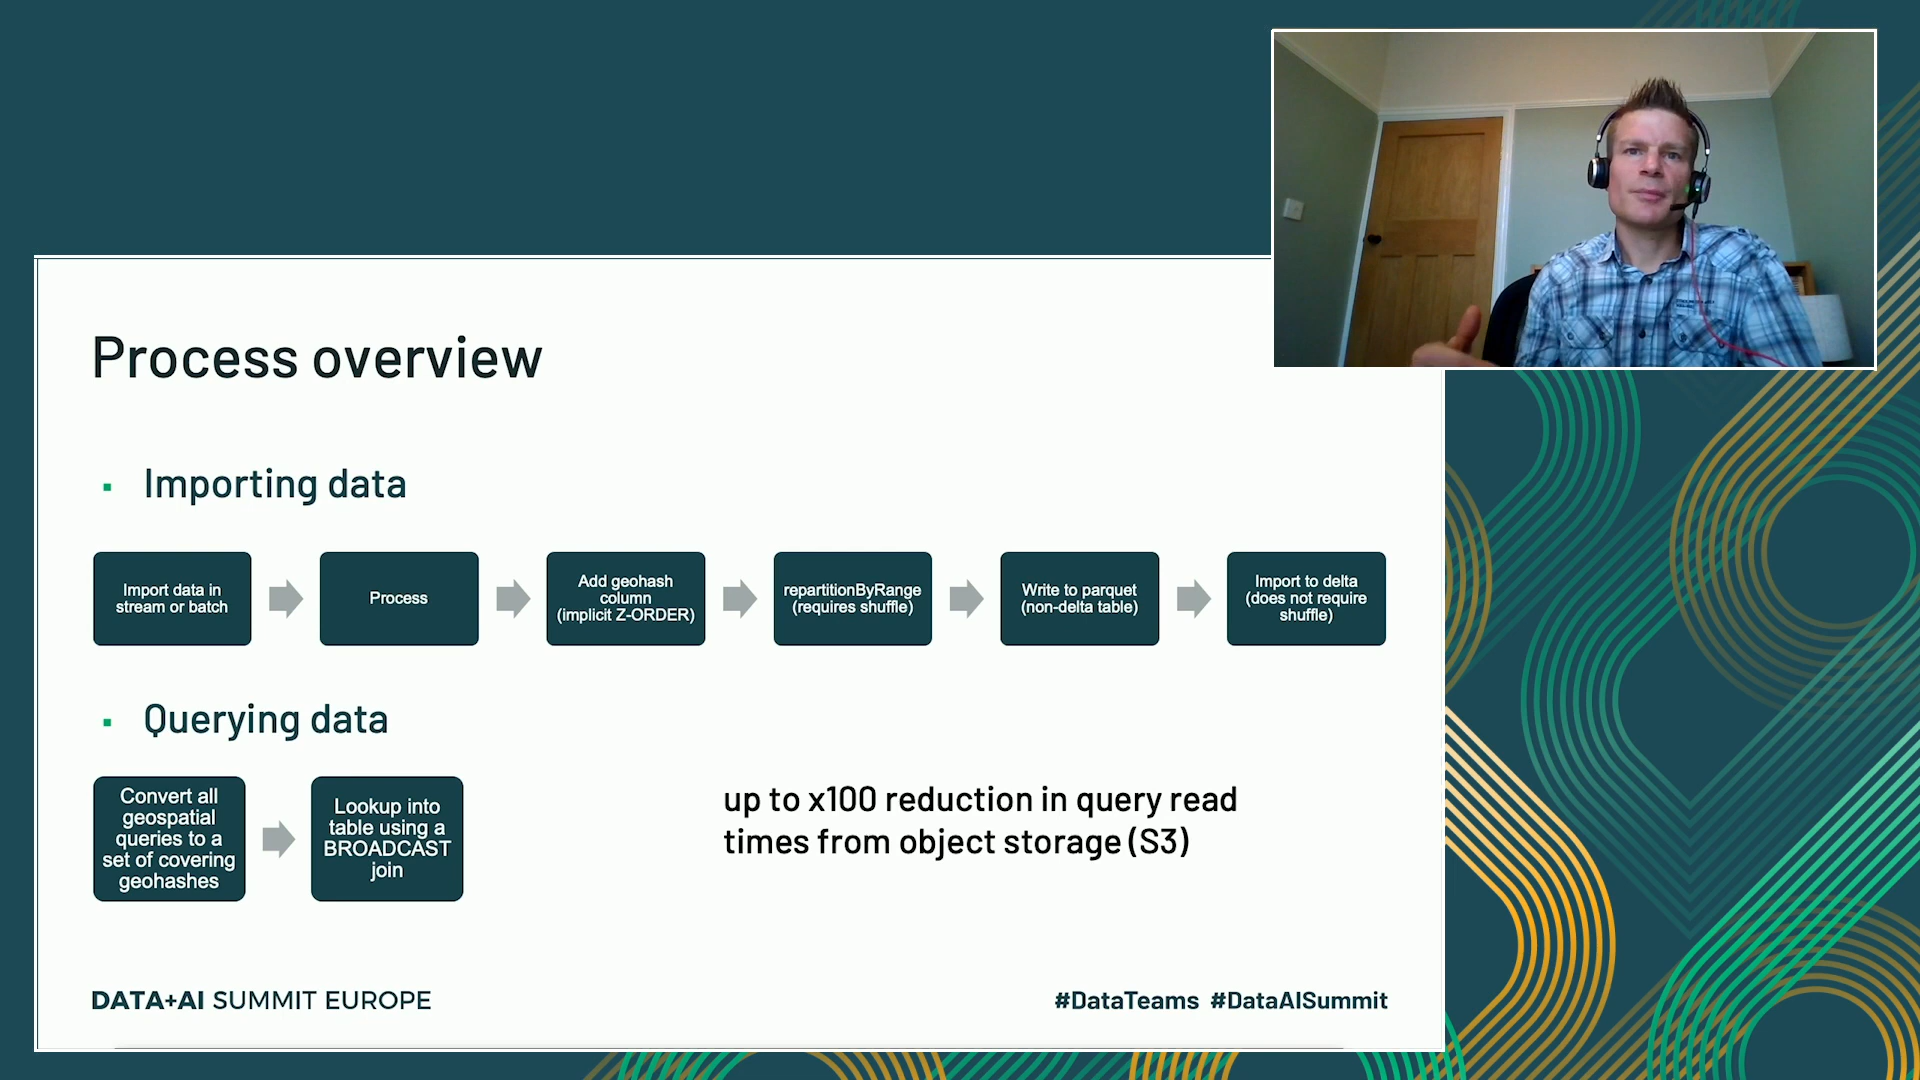 Process overview
▪ Importing data
Import data in
stream or batch
Process
Add geohash
column
(implicit Z-ORDER)
repartitionByRange
(requires shuffle)
Write to parquet
(non-delta table)
Import to delta
(does not require
shuffle)
▪ Querying data
Convert all
geospatial
queries to a
set of covering
geohashes
Lookup into
table using a
BROADCAST
join
up to x100 reduction in query read
times from object storage (S3)
DATA+AI SUMMIT EUROPE
#DataTeams #DataAISummit